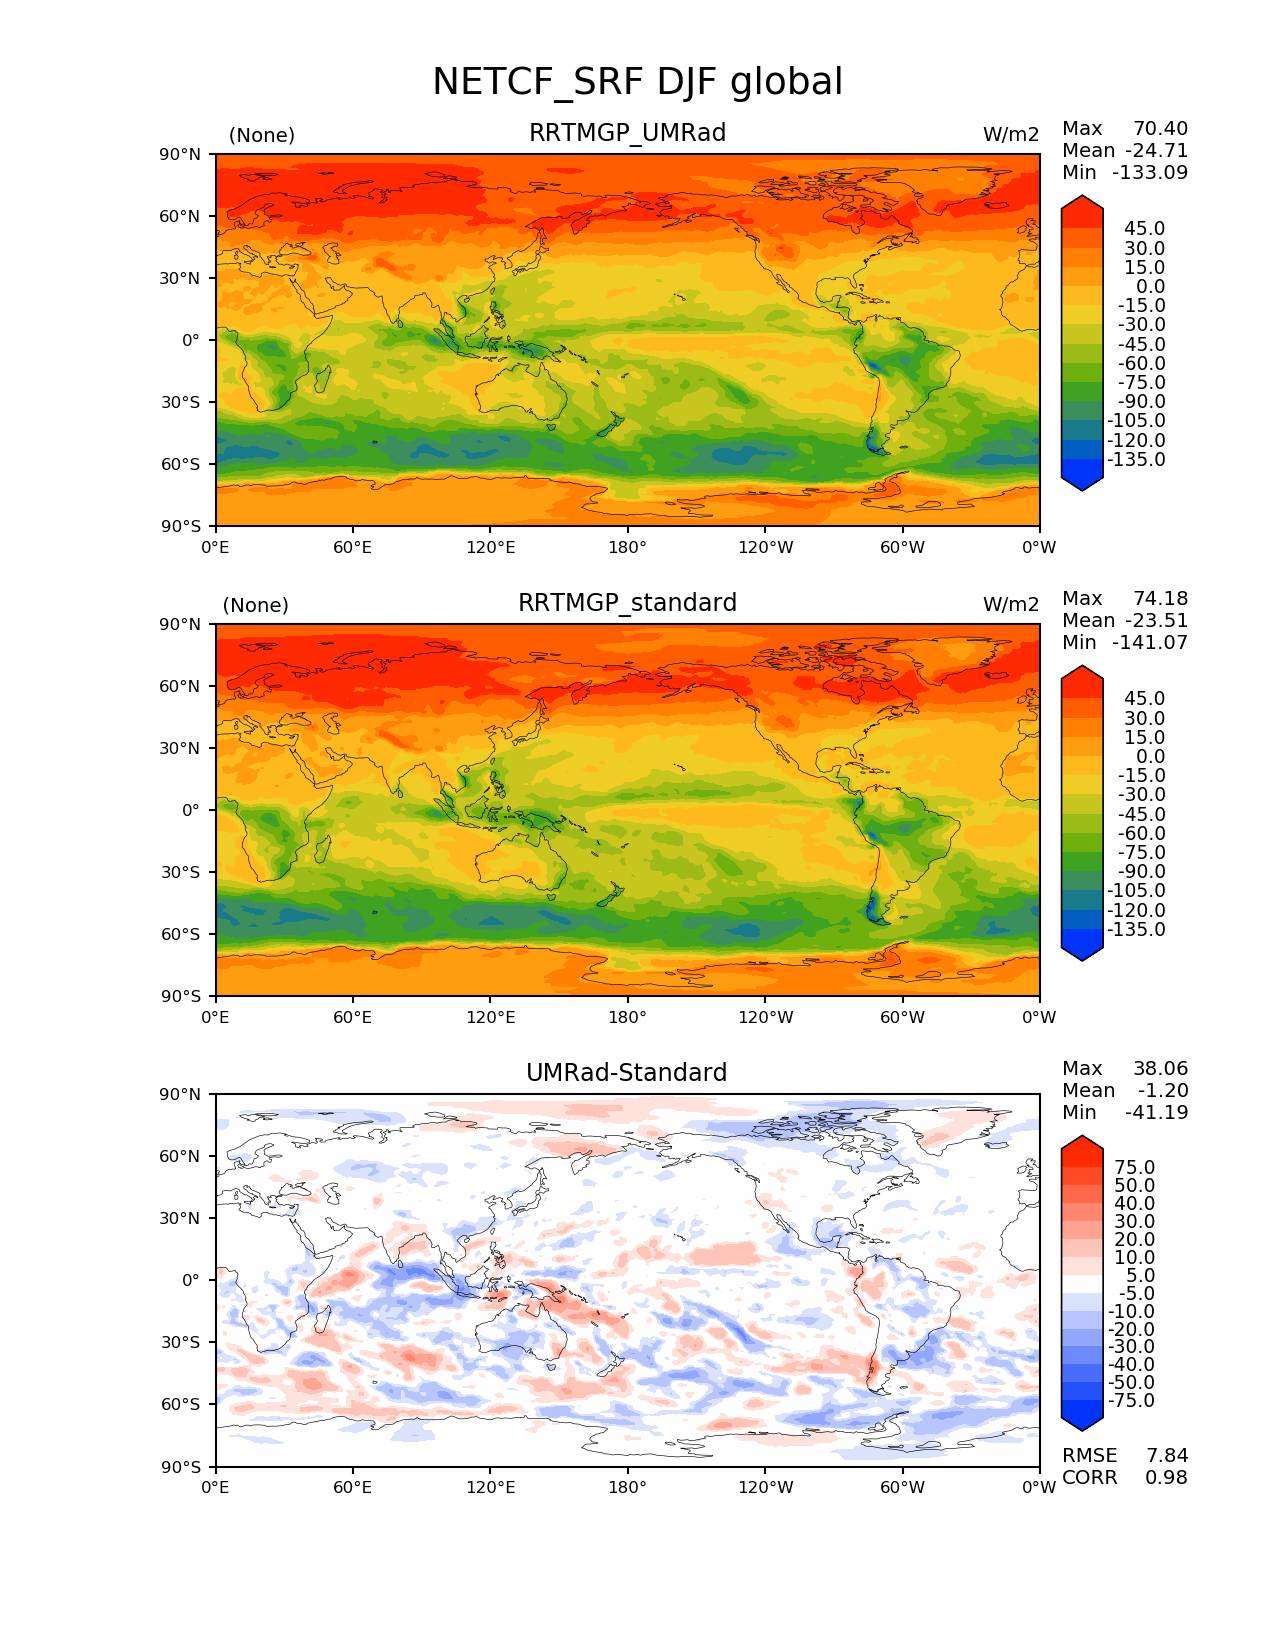 NETCF_SRF DJF global
(None) RRTMGP_UMRad W/m2
Max 70.40
Mean -24.71
Min -133.09
90°N
60°N
30°N
0°
30°S
60°S
90°S
0°E 60°E 120°E 180° 120°W 60°W 0°W
45.0
30.0
15.0
0.0
-15.0
-30.0
-45.0
-60.0
-75.0
-90.0
-105.0
-120.0
-135.0
(None) RRTMGP_standard W/m2
Max 74.18
Mean -23.51
Min -141.07
90°N
60°N
30°N
0°
30°S
60°S
90°S
0°E 60°E 120°E 180° 120°W 60°W 0°W
45.0
30.0
15.0
0.0
-15.0
-30.0
-45.0
-60.0
-75.0
-90.0
-105.0
-120.0
-135.0
UMRad-Standard
Max 38.06
Mean -1.20
Min -41.19
90°N
60°N
30°N
0°
30°S
60°S
90°S
0°E 60°E 120°E 180° 120°W 60°W 0°W
75.0
50.0
40.0
30.0
20.0
10.0
5.0
-5.0
-10.0
-20.0
-30.0
-40.0
-50.0
-75.0
RMSE 7.84
CORR 0.98